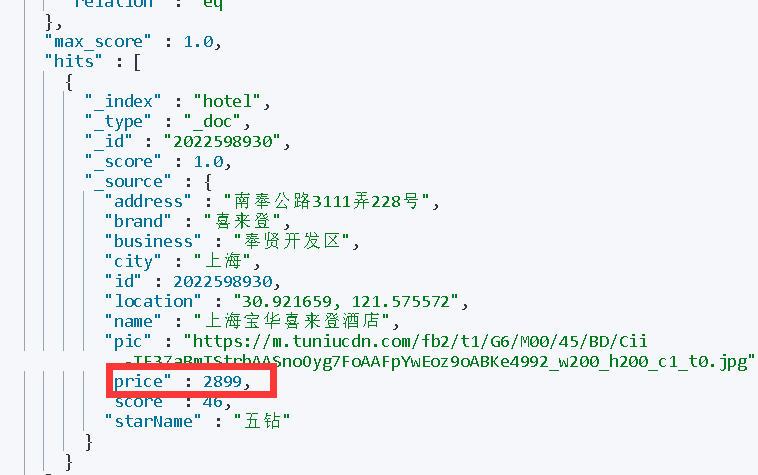 "relation" : "eq"
},
"max_score" : 1.0,
"hits" : [
{
"_index" : "hotel",
"_type" : "_doc",
"_id" : "2022598930",
"_score" : 1.0,
"_source" : {
"address" : "南奉公路3111弄228号",
"brand" : "喜来登",
"business" : "奉贤开发区",
"city" : "上海",
"id" : 2022598930,
"location" : "30.921659, 121.575572",
"name" : "上海宝华喜来登酒店",
"pic" : "https://m.tuniucdn.com/fb2/t1/G6/M00/45/BD/Cii
_w200_h200_c1_t0.jpg"
price" : 2899,
score" : 46,
"starName" : "五钻"
}
}